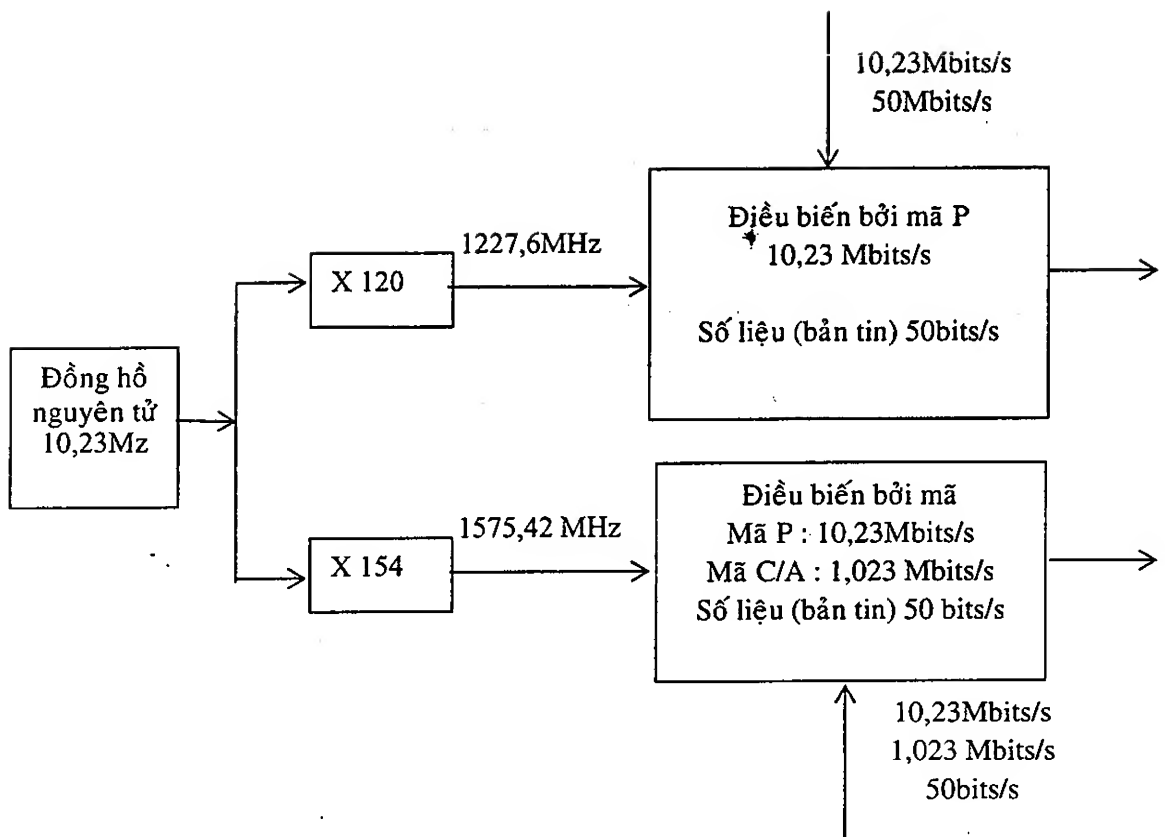 10,23Mbits/s
50Mbits/s
Điều biến bởi mã P
10,23 Mbits/s
Số liệu (bản tin) 50bits/s
1227,6MHz
X 120
Đồng hồ
nguyên tử
10,23Mz
1575,42 MHz
X 154
Điều biến bởi mã
Mã P : 10,23Mbits/s
Mã C/A : 1,023 Mbits/s
Số liệu (bản tin) 50 bits/s
10,23Mbits/s
1,023 Mbits/s
50bits/s